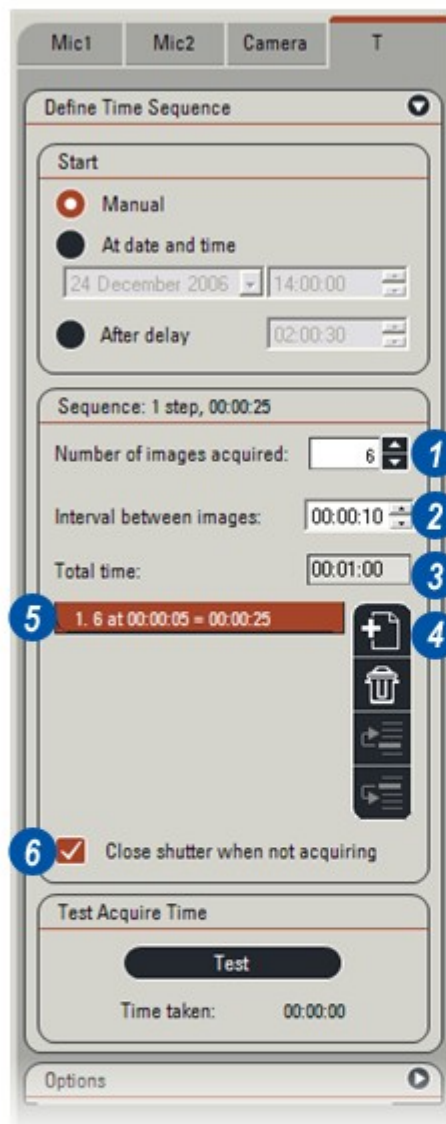 Mic1 Mic2 Camera T
Define Time Sequence
Start
Manual
At date and time
24 December 2006 14:00:00
After delay 02:00:30
Sequence: 1 step, 00:00:25
Number of images acquired: 6 1
Interval between images: 00:00:10 2
Total time: 00:01:00 3
5 1. 6 at 00:00:05 = 00:00:25 4
6 Close shutter when not acquiring
Test Acquire Time
Test
Time taken: 00:00:00
Options